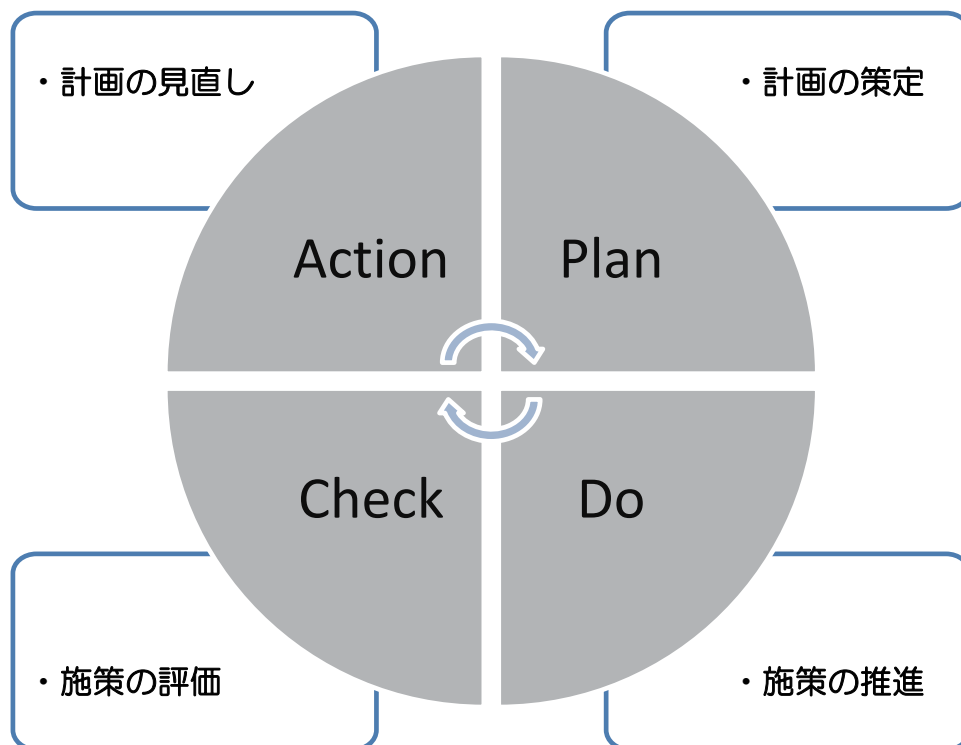 ・計画の見直し
・計画の策定
Action
Plan
Check
Do
・施策の評価
・施策の推進